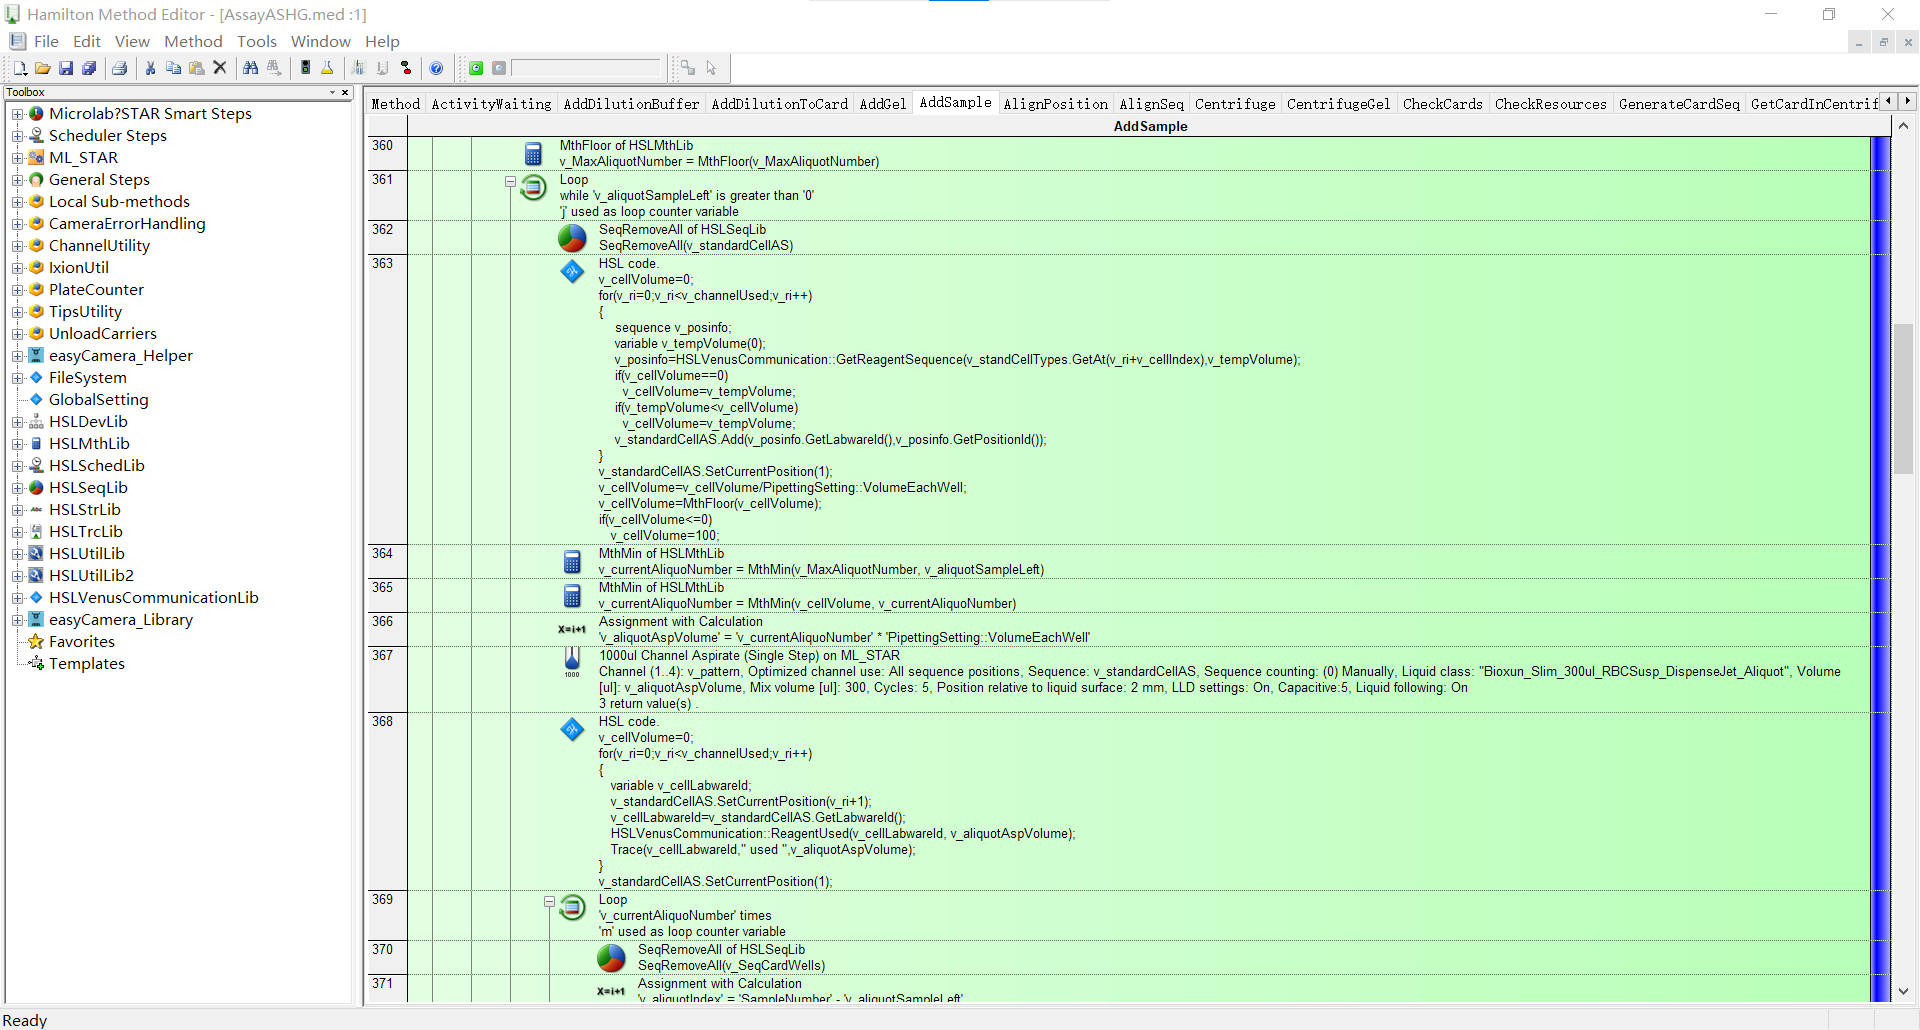 Hamilton Method Editor - [AssayASHG.med :1]
File Edit View Method Tools Window Help
Toolbox
Microlab?STAR Smart Steps
Scheduler Steps
ML_STAR
General Steps
Local Sub-methods
CameraErrorHandling
ChannelUtility
IxionUtil
PlateCounter
TipsUtility
UnloadCarriers
easyCamera_Helper
FileSystem
GlobalSetting
HSLDevLib
HSLMthLib
HSLSchedLib
HSLSeqLib
HSLStrLib
HSLTrcLib
HSLUtilLib
HSLUtilLib2
HSLVenusCommunicationLib
easyCamera_Library
Favorites
Templates
Method ActivityWaiting AddDilutionBuffer AddDilutionToCard AddGel AddSample AlignPosition AlignSeq Centrifuge CentrifugeGel CheckCards CheckResources GenerateCardSeq GetCardInCentrif
AddSample
360 MthFloor of HSLMthLib
v_MaxAliquotNumber = MthFloor(v_MaxAliquotNumber)
361 Loop
while 'v_aliquotSampleLeft' is greater than '0'
'j' used as loop counter variable
362 SeqRemoveAll of HSLSeqLib
SeqRemoveAll(v_standardCellAS)
363 HSL code.
v_cellVolume=0;
for(v_ri=0;v_ri<v_channelUsed;v_ri++)
{
sequence v_posinfo;
variable v_tempVolume(0);
v_posinfo=HSLVenusCommunication::GetReagentSequence(v_standCellTypes.GetAt(v_ri+v_cellIndex),v_tempVolume);
if(v_cellVolume==0)
v_cellVolume=v_tempVolume;
if(v_tempVolume<v_cellVolume)
v_cellVolume=v_tempVolume;
v_standardCellAS.Add(v_posinfo.GetLabwareId(),v_posinfo.GetPositionId());
}
v_standardCellAS.SetCurrentPosition(1);
v_cellVolume=v_cellVolume/PipettingSetting::VolumeEachWell;
v_cellVolume=MthFloor(v_cellVolume);
if(v_cellVolume<=0)
v_cellVolume=100;
364 MthMin of HSLMthLib
v_currentAliquoNumber = MthMin(v_MaxAliquotNumber, v_aliquotSampleLeft)
365 MthMin of HSLMthLib
v_currentAliquoNumber = MthMin(v_cellVolume, v_currentAliquoNumber)
366 X=i+1 Assignment with Calculation
'v_aliquotAspVolume' = 'v_currentAliquoNumber' * 'PipettingSetting::VolumeEachWell'
367 1000 1000ul Channel Aspirate (Single Step) on ML_STAR
Channel (1..4): v_pattern, Optimized channel use: All sequence positions, Sequence: v_standardCellAS, Sequence counting: (0) Manually, Liquid class: "Bioxun_Slim_300ul_RBCSusp_DispenseJet_Aliquot", Volume
[ul]: v_aliquotAspVolume, Mix volume [ul]: 300, Cycles: 5, Position relative to liquid surface: 2 mm, LLD settings: On, Capacitive:5, Liquid following: On
3 return value(s) .
368 HSL code.
v_cellVolume=0;
for(v_ri=0;v_ri<v_channelUsed;v_ri++)
{
variable v_cellLabwareId;
v_standardCellAS.SetCurrentPosition(v_ri+1);
v_cellLabwareId=v_standardCellAS.GetLabwareId();
HSLVenusCommunication::ReagentUsed(v_cellLabwareId, v_aliquotAspVolume);
Trace(v_cellLabwareId," used ",v_aliquotAspVolume);
}
v_standardCellAS.SetCurrentPosition(1);
369 Loop
'v_currentAliquoNumber' times
'm' used as loop counter variable
370 SeqRemoveAll of HSLSeqLib
SeqRemoveAll(v_SeqCardWells)
371 X=i+1 Assignment with Calculation
'v_aliquotIndex' = 'SampleNumber' - 'v_aliquotSampleLeft'
Ready